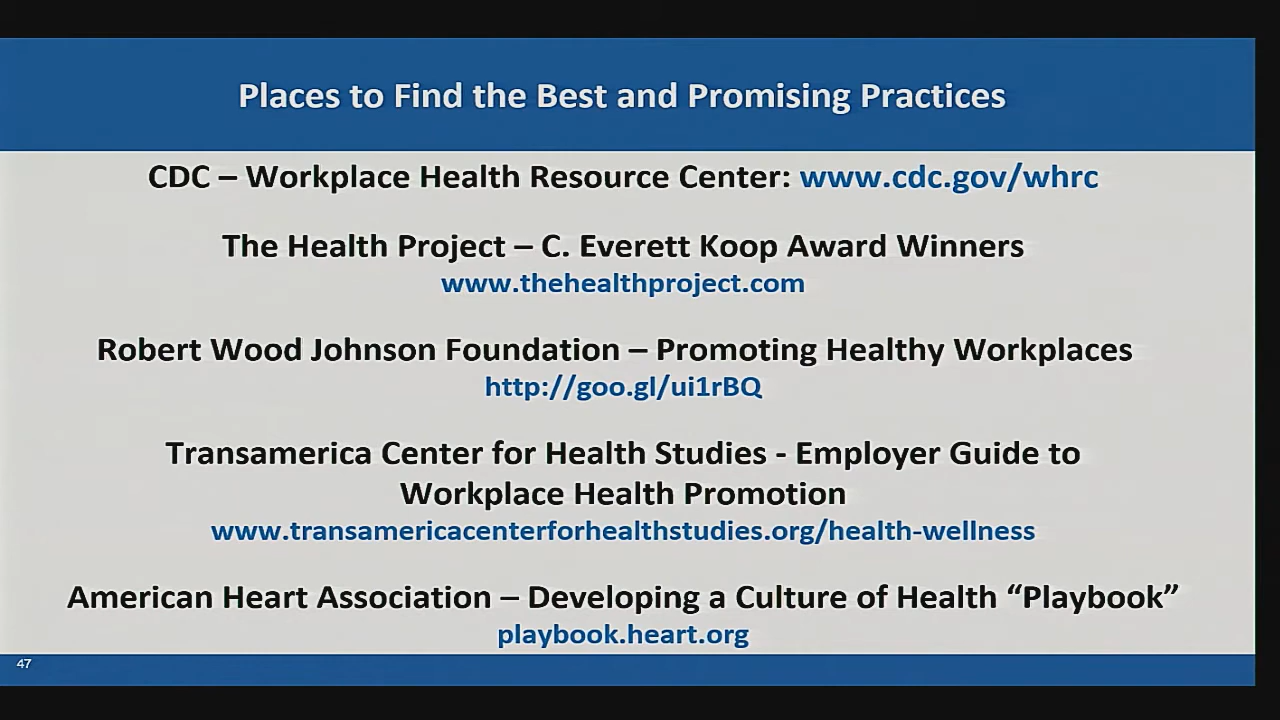 Places to Find the Best and Promising Practices
CDC – Workplace Health Resource Center: www.cdc.gov/whrc
The Health Project – C. Everett Koop Award Winners
www.thehealthproject.com
Robert Wood Johnson Foundation – Promoting Healthy Workplaces
http://goo.gl/ui1rBQ
Transamerica Center for Health Studies - Employer Guide to
Workplace Health Promotion
www.transamericacenterforhealthstudies.org/health-wellness
American Heart Association – Developing a Culture of Health “Playbook”
playbook.heart.org
47